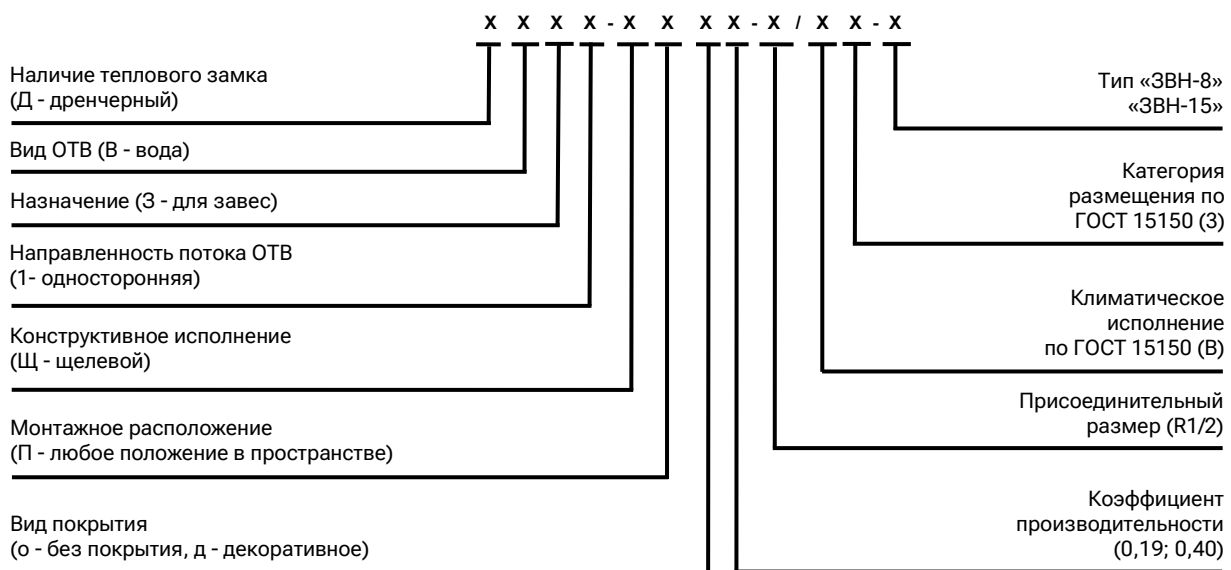 X X X X - X X X X - X / X X - X
Наличие теплового замка
(Д - дренчерный)
Вид ОТВ (В - вода)
Назначение (З - для завес)
Направленность потока ОТВ
(1- односторонняя)
Конструктивное исполнение
(Щ - щелевой)
Монтажное расположение
(П - любое положение в пространстве)
Вид покрытия
(о - без покрытия, д - декоративное)
Тип «ЗВН-8»
«ЗВН-15»
Категория
размещения по
ГОСТ 15150 (3)
Климатическое
исполнение
по ГОСТ 15150 (В)
Присоединительный
размер (R1/2)
Коэффициент
производительности
(0,19; 0,40)